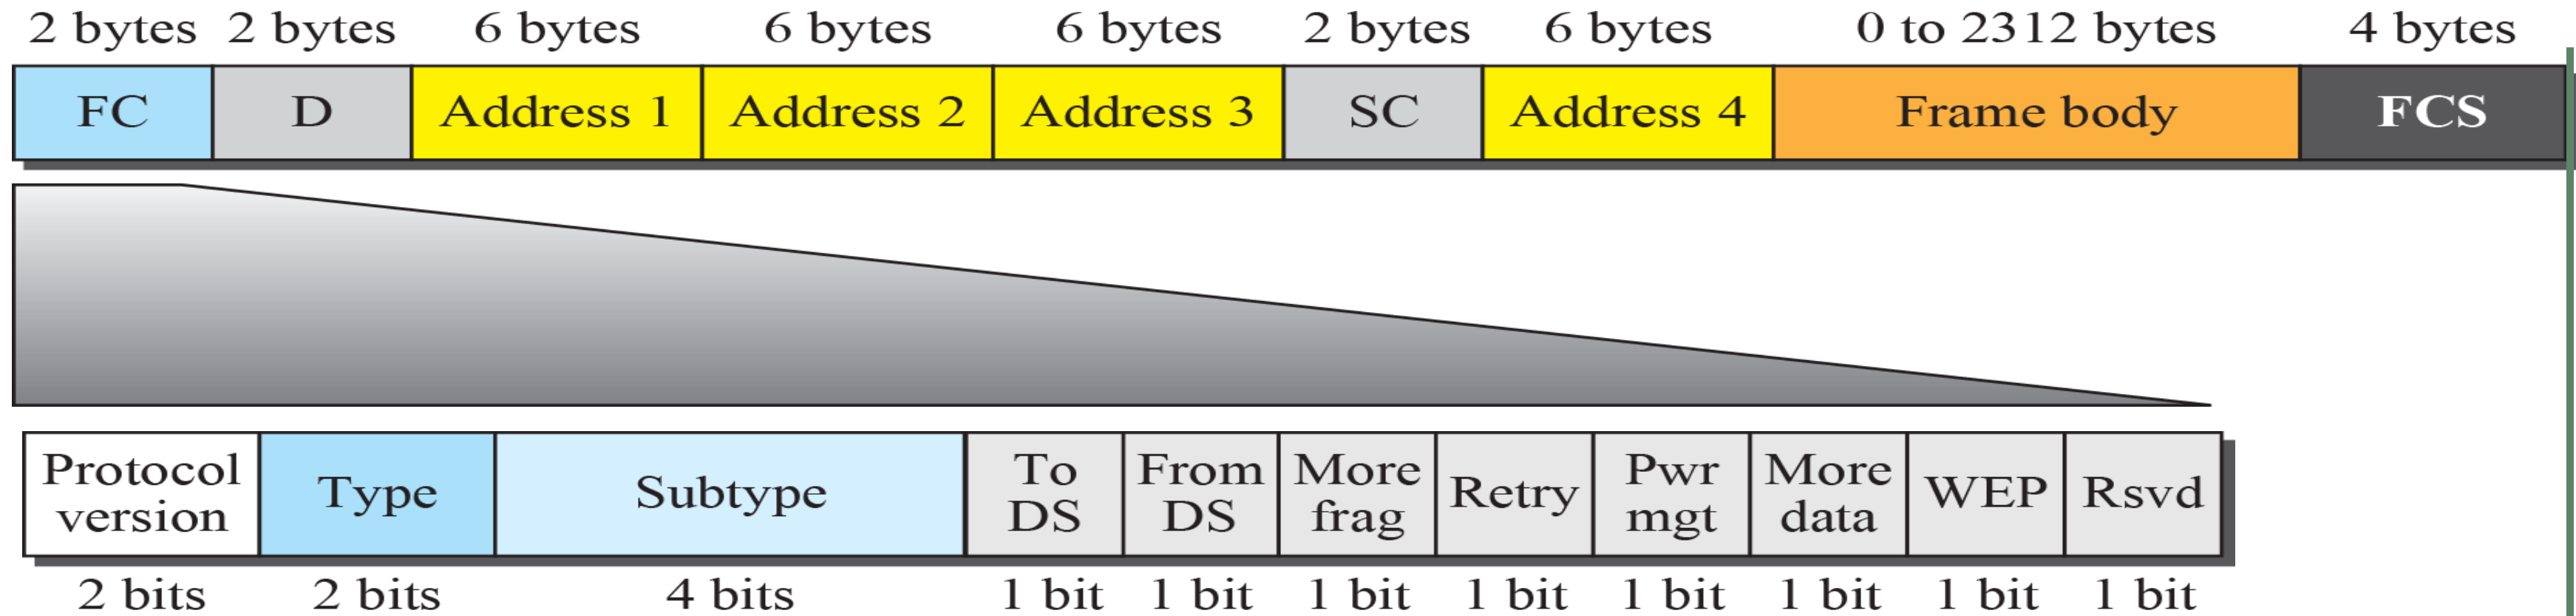 2 bytes 2 bytes 6 bytes 6 bytes 6 bytes 2 bytes 6 bytes 0 to 2312 bytes 4 bytes
FC D Address 1 Address 2 Address 3 SC Address 4 Frame body FCS
Protocol version Type Subtype To DS From DS More frag Retry Pwr mgt More data WEP Rsvd
2 bits 2 bits 4 bits 1 bit 1 bit 1 bit 1 bit 1 bit 1 bit 1 bit 1 bit